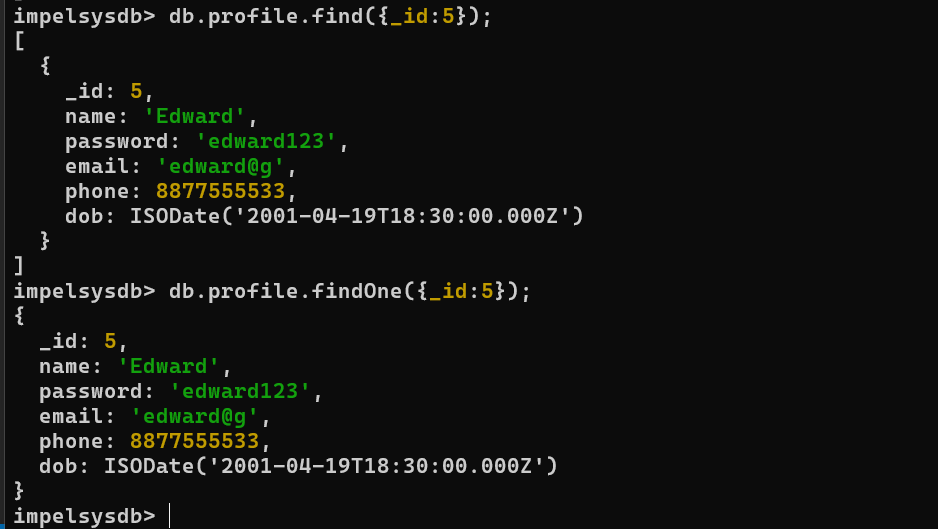 impelsysdb> db.profile.find({_id:5});
[
  {
    _id: 5,
    name: 'Edward',
    password: 'edward123',
    email: 'edward@g',
    phone: 8877555533,
    dob: ISODate('2001-04-19T18:30:00.000Z')
  }
]
impelsysdb> db.profile.findOne({_id:5});
{
  _id: 5,
  name: 'Edward',
  password: 'edward123',
  email: 'edward@g',
  phone: 8877555533,
  dob: ISODate('2001-04-19T18:30:00.000Z')
}
impelsysdb>